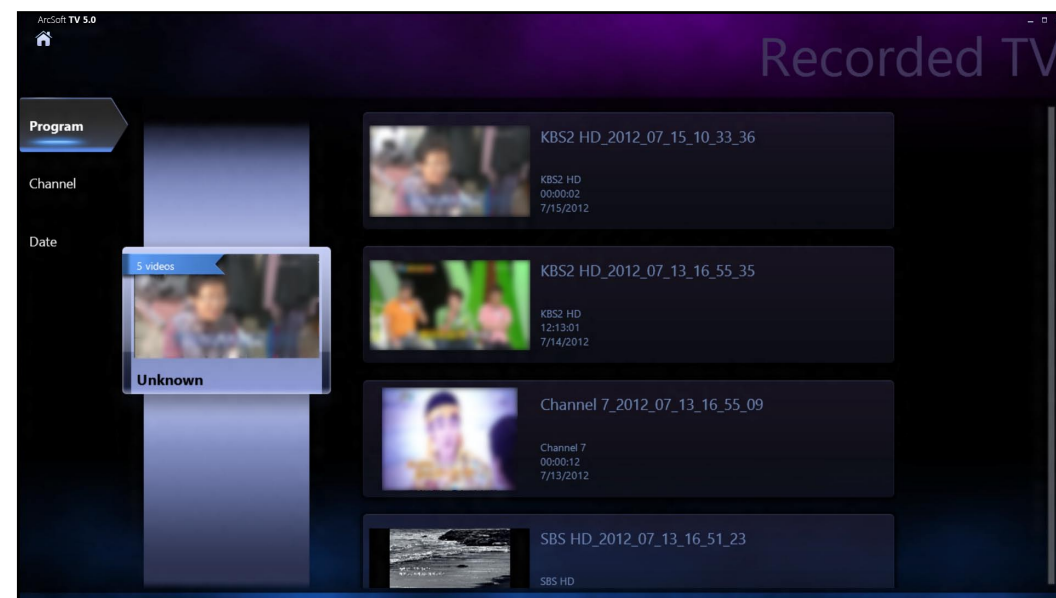 ArcSoft TV 5.0
Recorded TV
Program
Channel
Date
5 videos
Unknown
KBS2 HD_2012_07_15_10_33_36
KBS2 HD
00:00:02
7/15/2012
KBS2 HD_2012_07_13_16_55_35
KBS2 HD
12:13:01
7/14/2012
Channel 7_2012_07_13_16_55_09
Channel 7
00:00:12
7/13/2012
SBS HD_2012_07_13_16_51_23
SBS HD